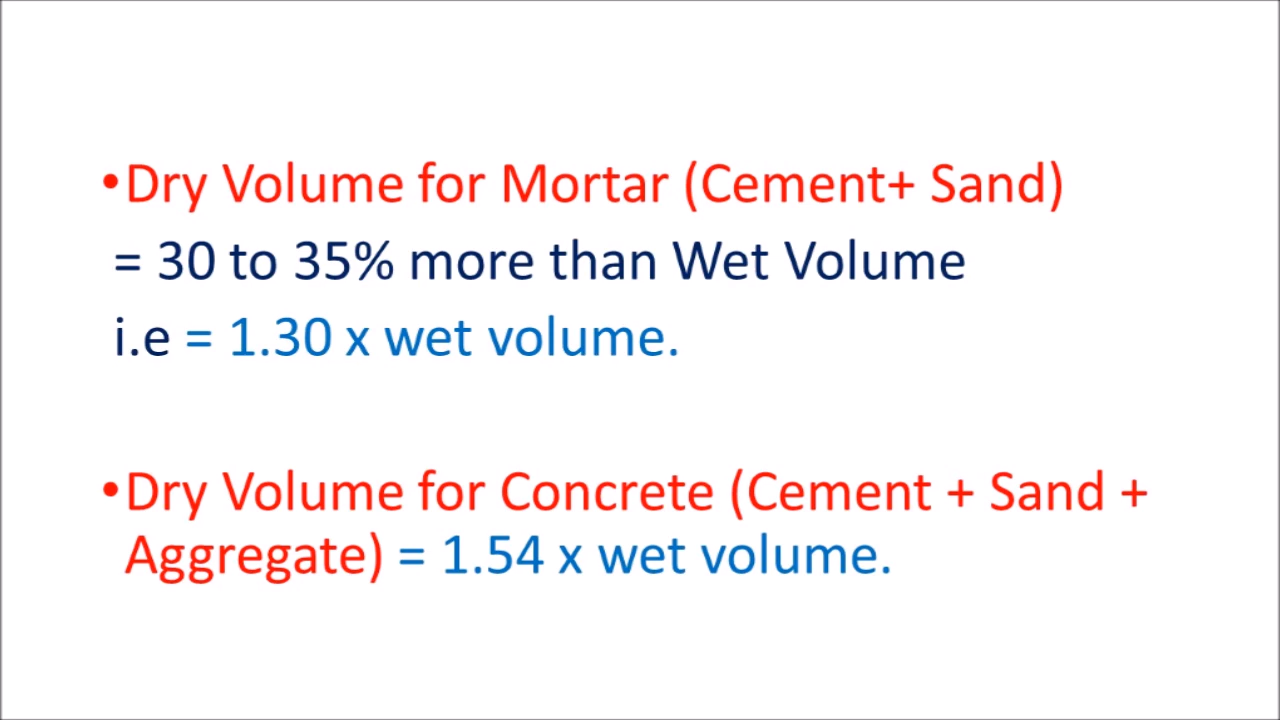 •Dry Volume for Mortar (Cement+ Sand)
= 30 to 35% more than Wet Volume
i.e = 1.30 x wet volume.
•Dry Volume for Concrete (Cement + Sand +
Aggregate) = 1.54 x wet volume.